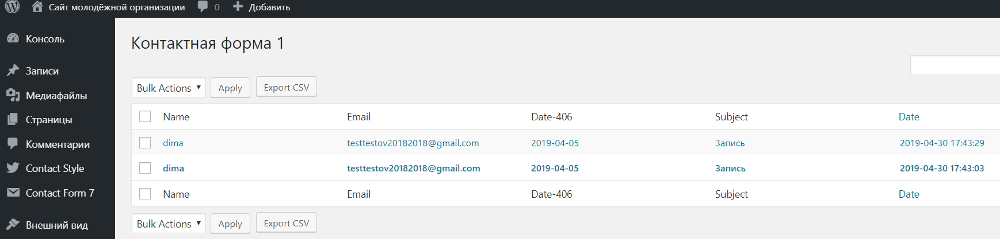 Сайт молодёжной организации 0 Добавить
Консоль
Записи
Медиафайлы
Страницы
Комментарии
Contact Style
Contact Form 7
Внешний вид
Контактная форма 1
Bulk Actions Apply Export CSV
Name Email Date-406 Subject Date
dima testtestov20182018@gmail.com 2019-04-05 Запись 2019-04-30 17:43:29
dima testtestov20182018@gmail.com 2019-04-05 Запись 2019-04-30 17:43:03
Name Email Date-406 Subject Date
Bulk Actions Apply Export CSV